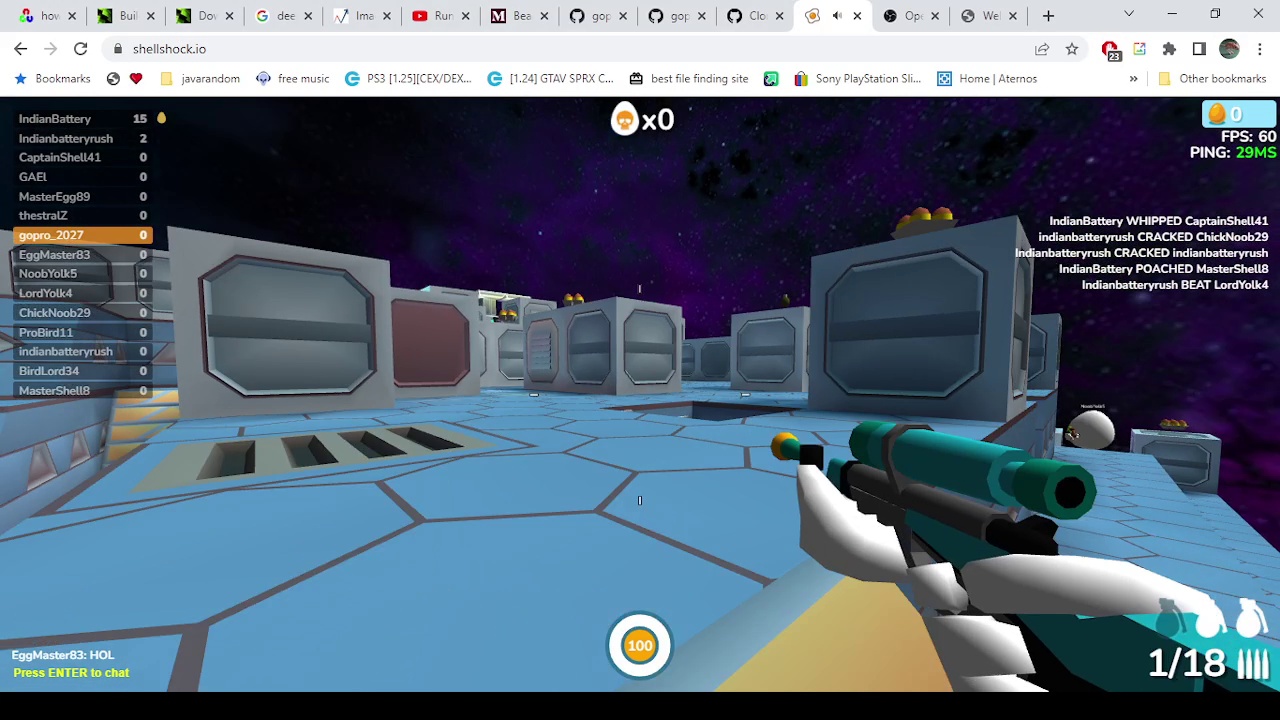 how
Buil
Dov
dee
Ima
Run
Bea
gop
gop
Clo
Ope
Wel
shellshock.io
23
Bookmarks
javarandom
free music
PS3 [1.25][CEX/DEX...
[1.24] GTAV SPRX C...
best file finding site
Sony PlayStation Sli...
Home | Aternos
»
Other bookmarks
IndianBattery 15
Indianbatteryrush 2
CaptainShell41 0
GAEl 0
MasterEgg89 0
thestralZ 0
gopro_2027 0
EggMaster83 0
NoobYolk5 0
LordYolk4 0
ChickNoob29 0
ProBird11 0
indianbatteryrush 0
BirdLord34 0
MasterShell8 0
x0
0
FPS: 60
PING: 29MS
IndianBattery WHIPPED CaptainShell41
indianbatteryrush CRACKED ChickNoob29
Indianbatteryrush CRACKED indianbatteryrush
IndianBattery POACHED MasterShell8
Indianbatteryrush BEAT LordYolk4
NoobYolk5
100
EggMaster83: HOL
Press ENTER to chat
1/18